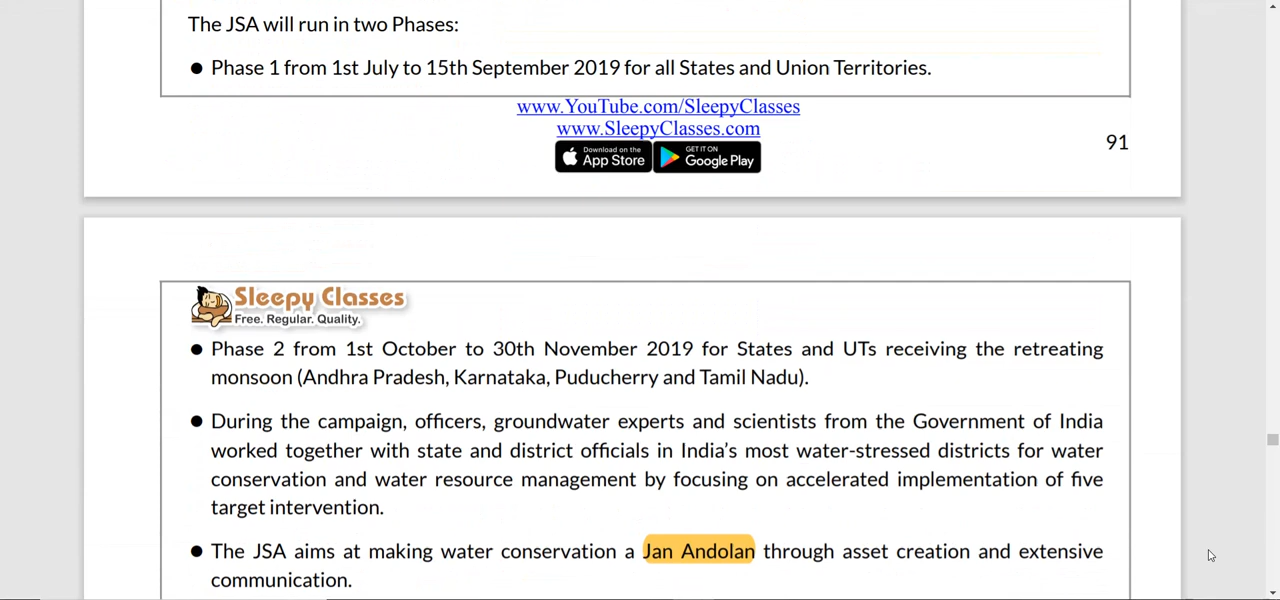 The JSA will run in two Phases:
● Phase 1 from 1st July to 15th September 2019 for all States and Union Territories.
www.YouTube.com/SleepyClasses
www.SleepyClasses.com
Download on the App Store GET IT ON Google Play
91
Sleepy Classes
Free. Regular. Quality.
● Phase 2 from 1st October to 30th November 2019 for States and UTs receiving the retreating
monsoon (Andhra Pradesh, Karnataka, Puducherry and Tamil Nadu).
● During the campaign, officers, groundwater experts and scientists from the Government of India
worked together with state and district officials in India’s most water-stressed districts for water
conservation and water resource management by focusing on accelerated implementation of five
target intervention.
● The JSA aims at making water conservation a Jan Andolan through asset creation and extensive
communication.